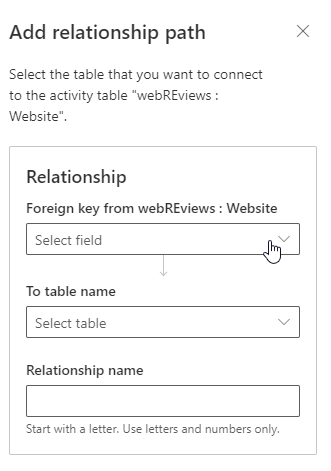 Add relationship path
Select the table that you want to connect
to the activity table "webREviews :
Website".
Relationship
Foreign key from webREviews : Website
Select field
To table name
Select table
Relationship name
Start with a letter. Use letters and numbers only.